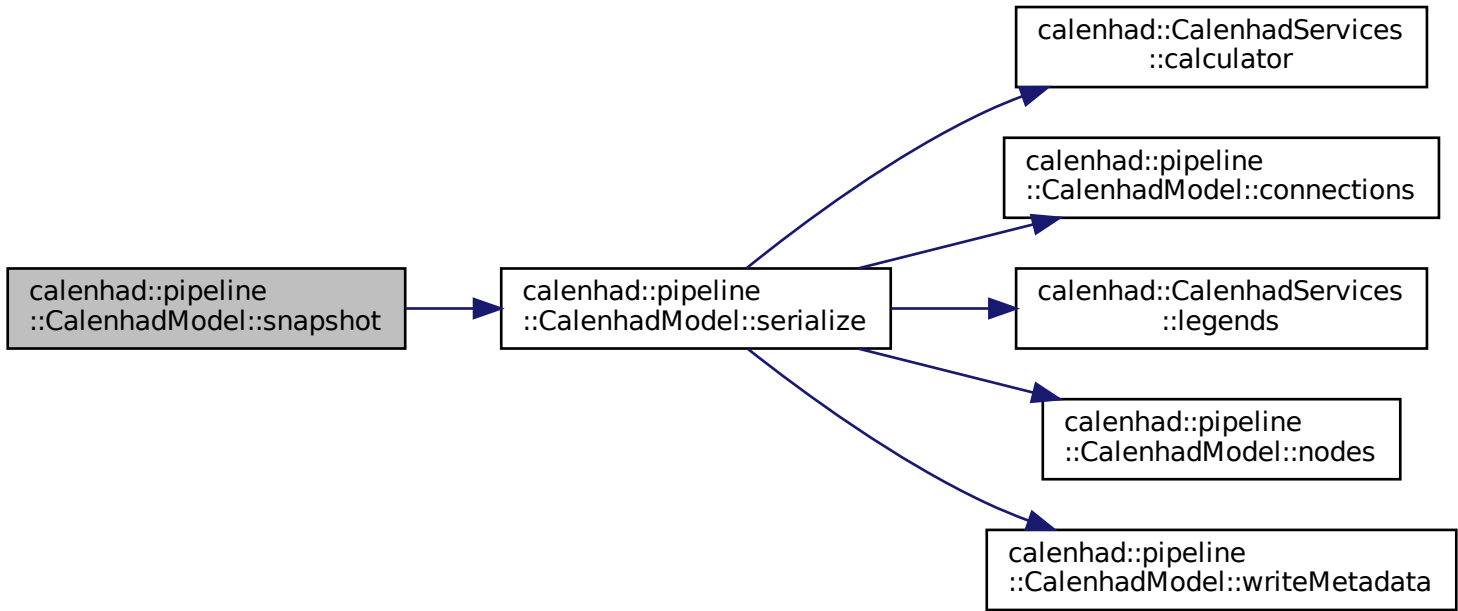 calenhad::pipeline
::CalenhadModel::snapshot
calenhad::pipeline
::CalenhadModel::serialize
calenhad::CalenhadServices
::calculator
calenhad::pipeline
::CalenhadModel::connections
calenhad::CalenhadServices
::legends
calenhad::pipeline
::CalenhadModel::nodes
calenhad::pipeline
::CalenhadModel::writeMetadata